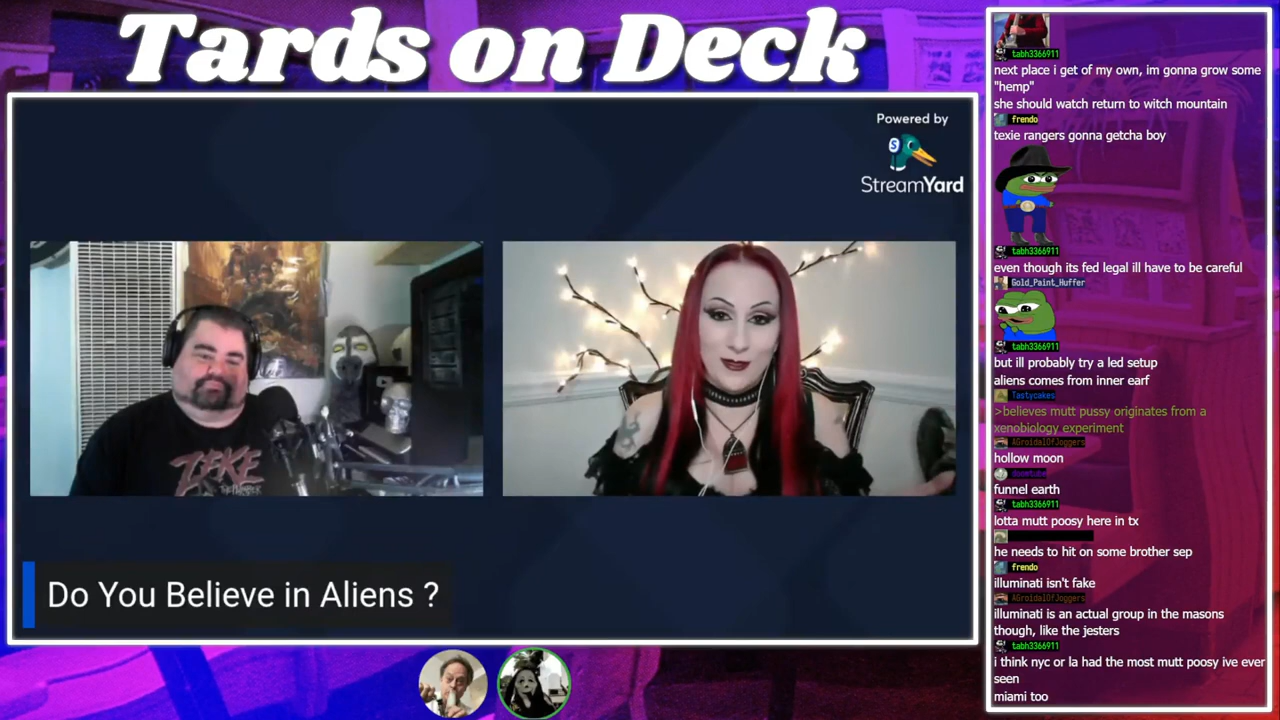 Tards on Deck
Powered by
S
StreamYard
ZEKE
Do You Believe in Aliens ?
tabh3366911
next place i get of my own, im gonna grow some
"hemp"
she should watch return to witch mountain
frendo
texie rangers gonna getcha boy
tabh3366911
even though its fed legal ill have to be careful
Gold_Paint_Huffer
tabh3366911
but ill probably try a led setup
aliens comes from inner earf
Tastycakes
>believes mutt pussy originates from a
xenobiology experiment
AGroidalOfJoggers
hollow moon
funnel earth
tabh3366911
lotta mutt poosy here in tx
he needs to hit on some brother sep
frendo
illuminati isn't fake
AGroidalOfJoggers
illuminati is an actual group in the masons
though, like the jesters
tabh3366911
i think nyc or la had the most mutt poosy ive ever
seen
miami too